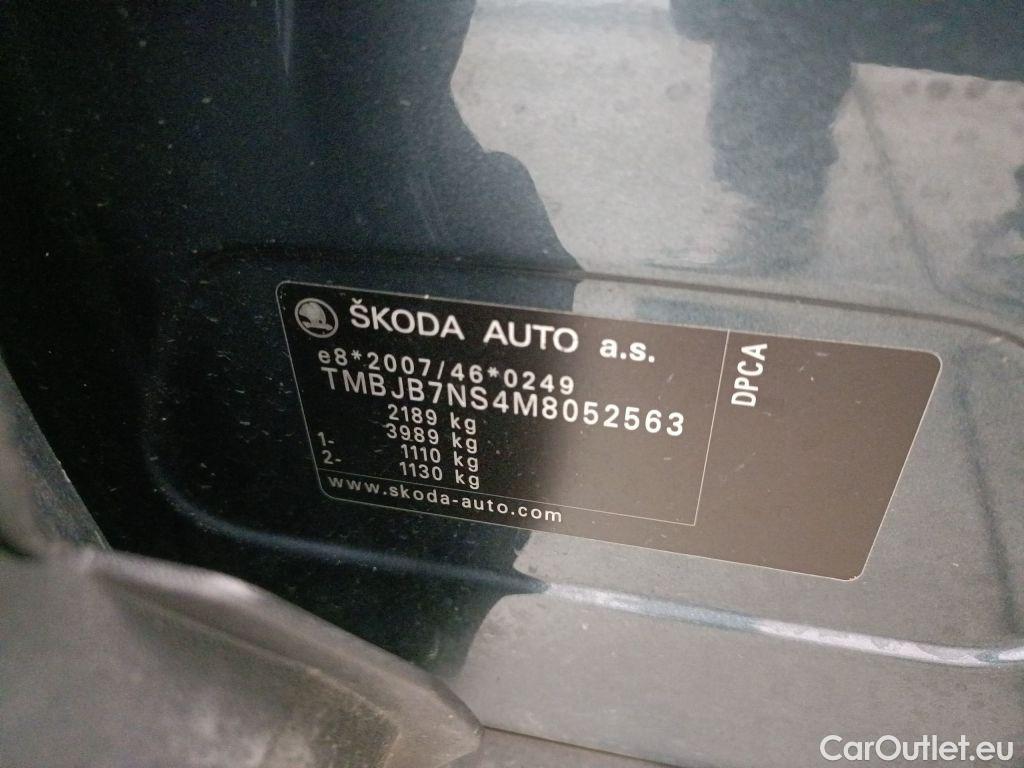 ŠKODA AUTO a.s.
e8*2007/46*0249
TMBJB7NS4M8052563
2189 kg
3989 kg
1- 1110 kg
2- 1130 kg
www.skoda-auto.com
DPCA
CarOutlet.eu